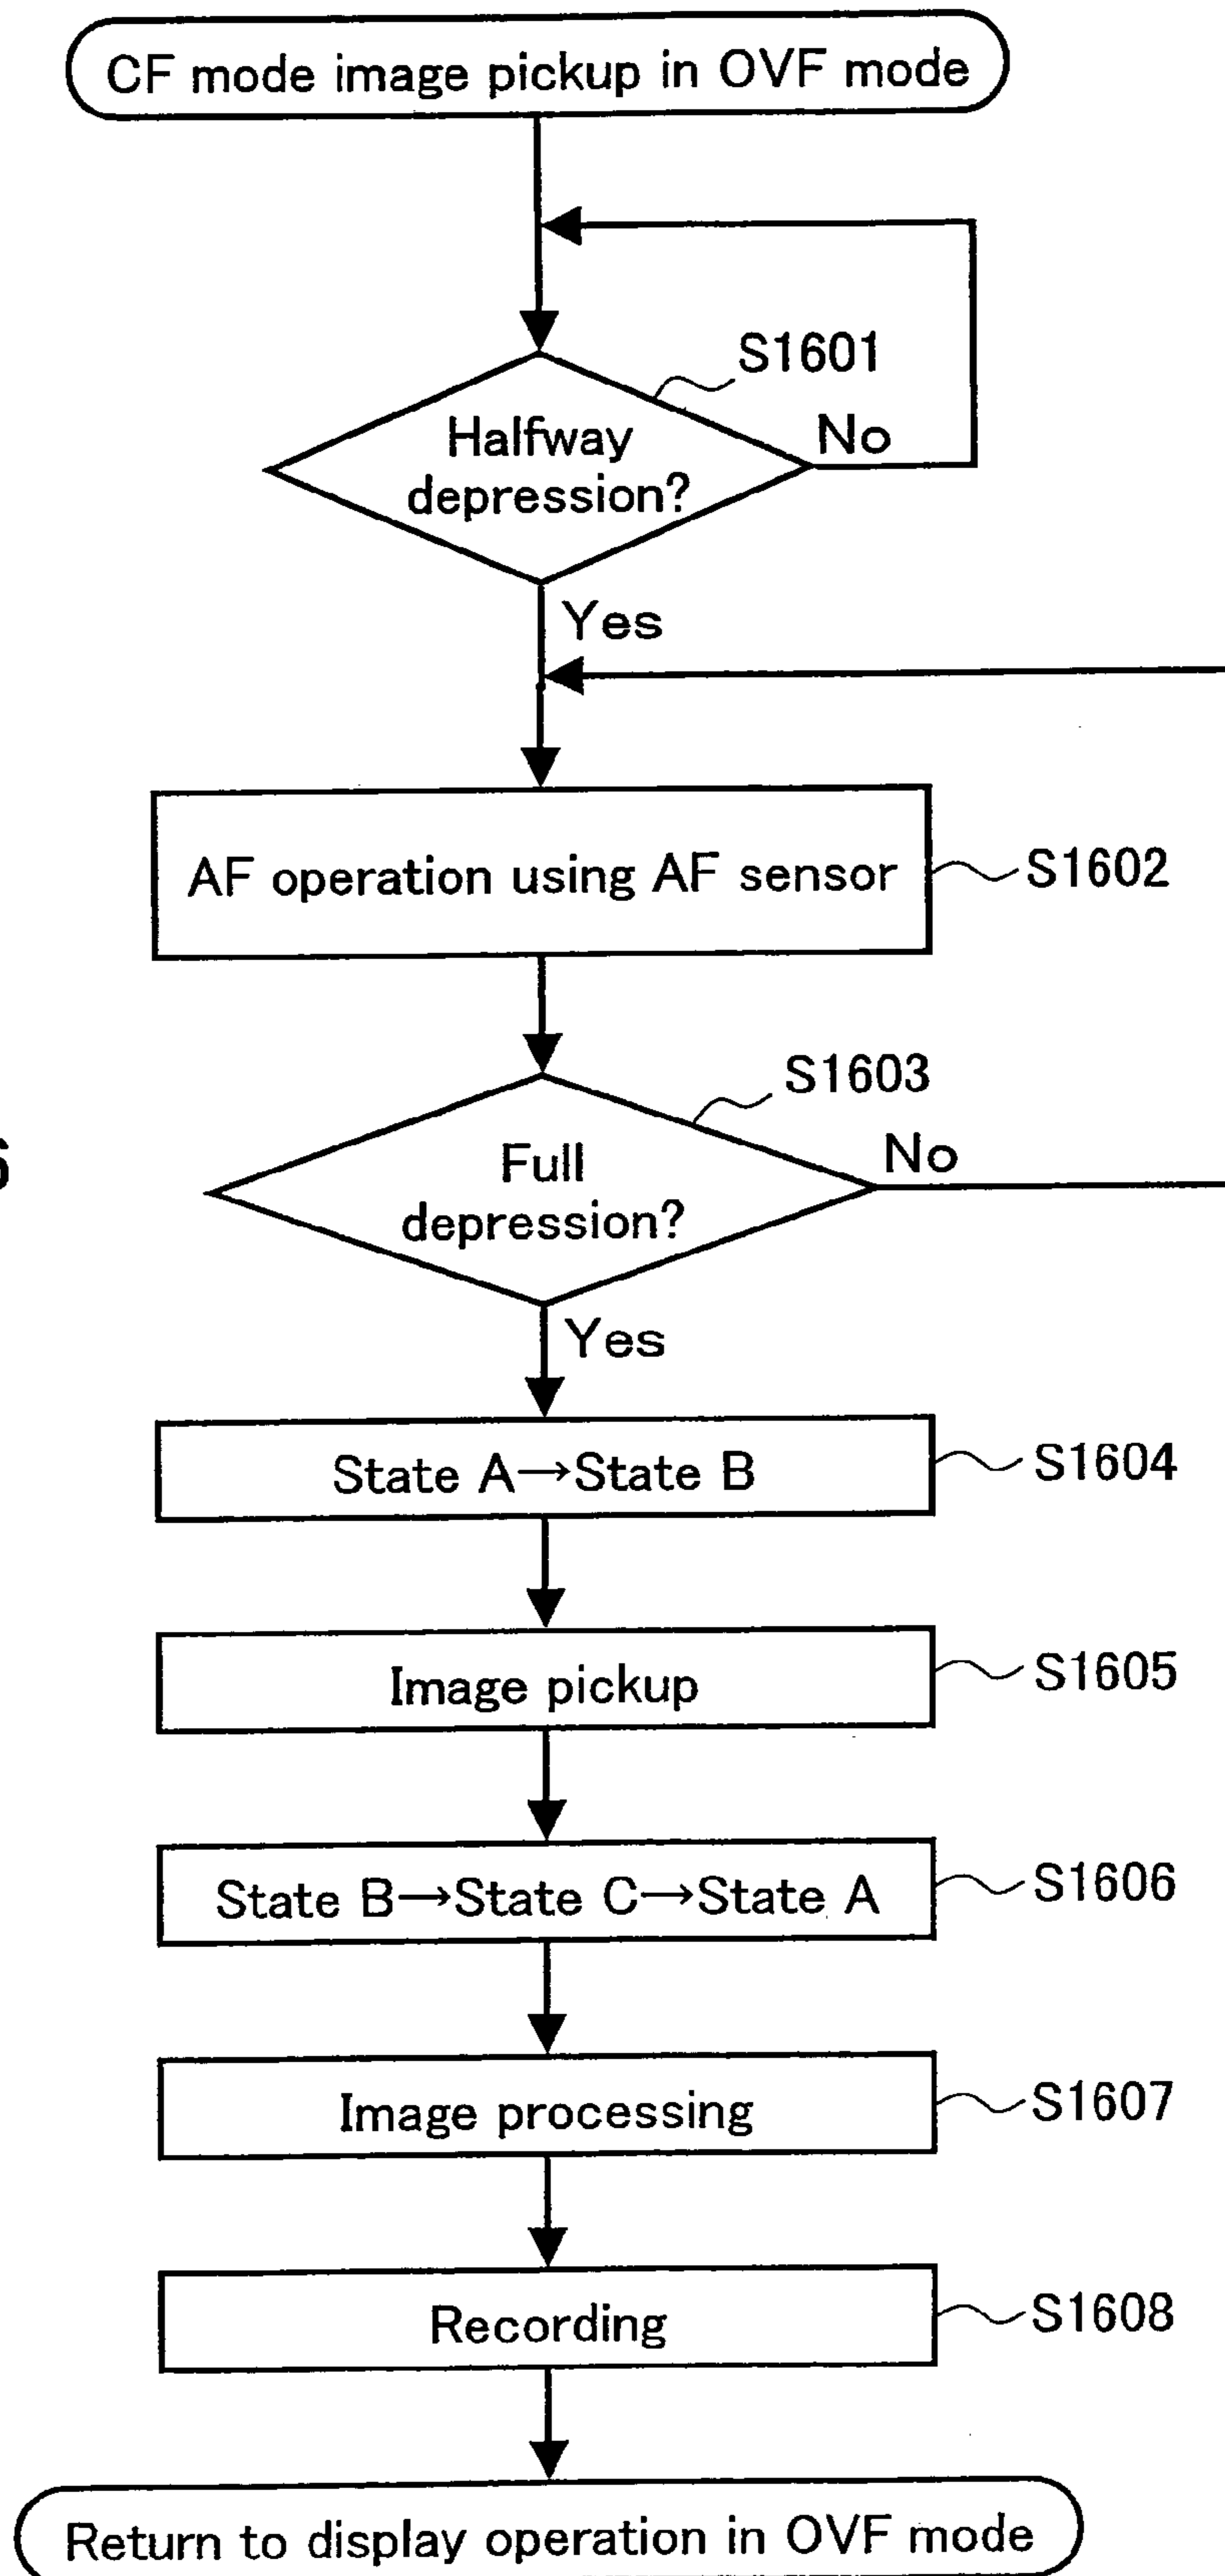 CF mode image pickup in OVF mode
S1601
Halfway
depression?
No
Yes
AF operation using AF sensor
S1602
S1603
Full
depression?
No
Yes
State A→State B
S1604
Image pickup
S1605
State B→State C→State A
S1606
Image processing
S1607
Recording
S1608
Return to display operation in OVF mode